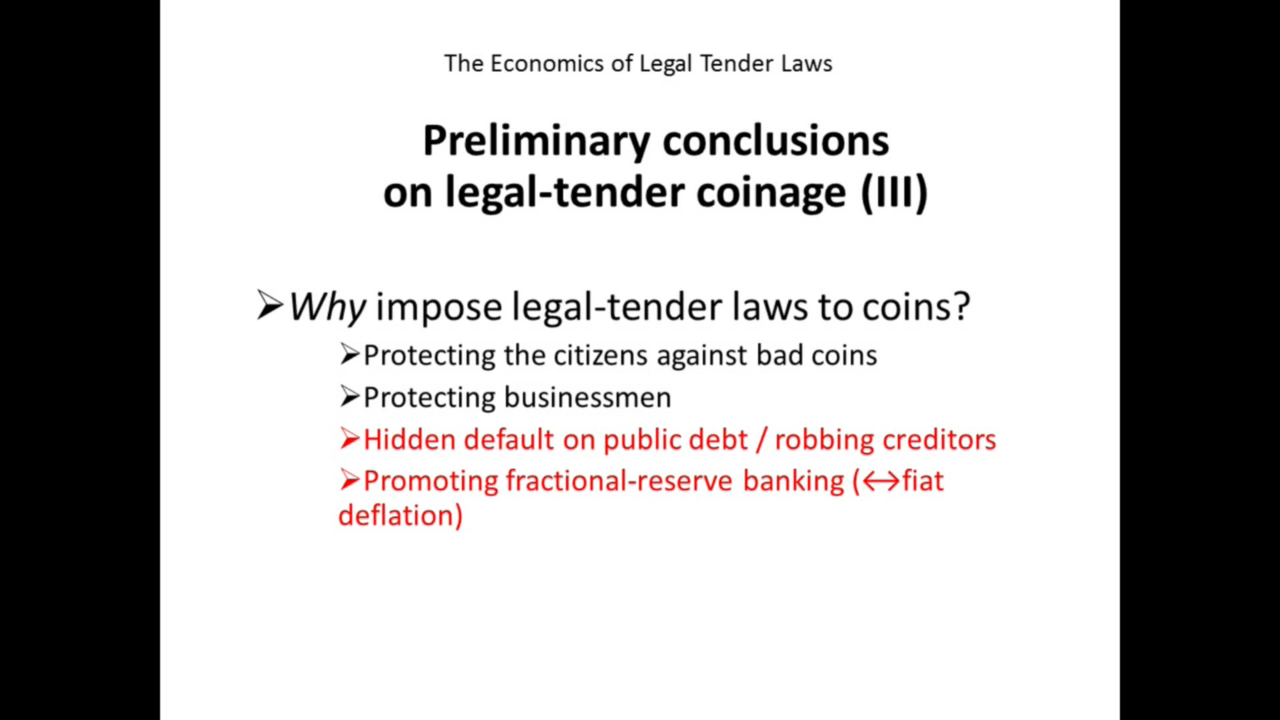 The Economics of Legal Tender Laws
Preliminary conclusions
on legal-tender coinage (III)
➢Why impose legal-tender laws to coins?
➢Protecting the citizens against bad coins
➢Protecting businessmen
➢Hidden default on public debt / robbing creditors
➢Promoting fractional-reserve banking (↔fiat
deflation)